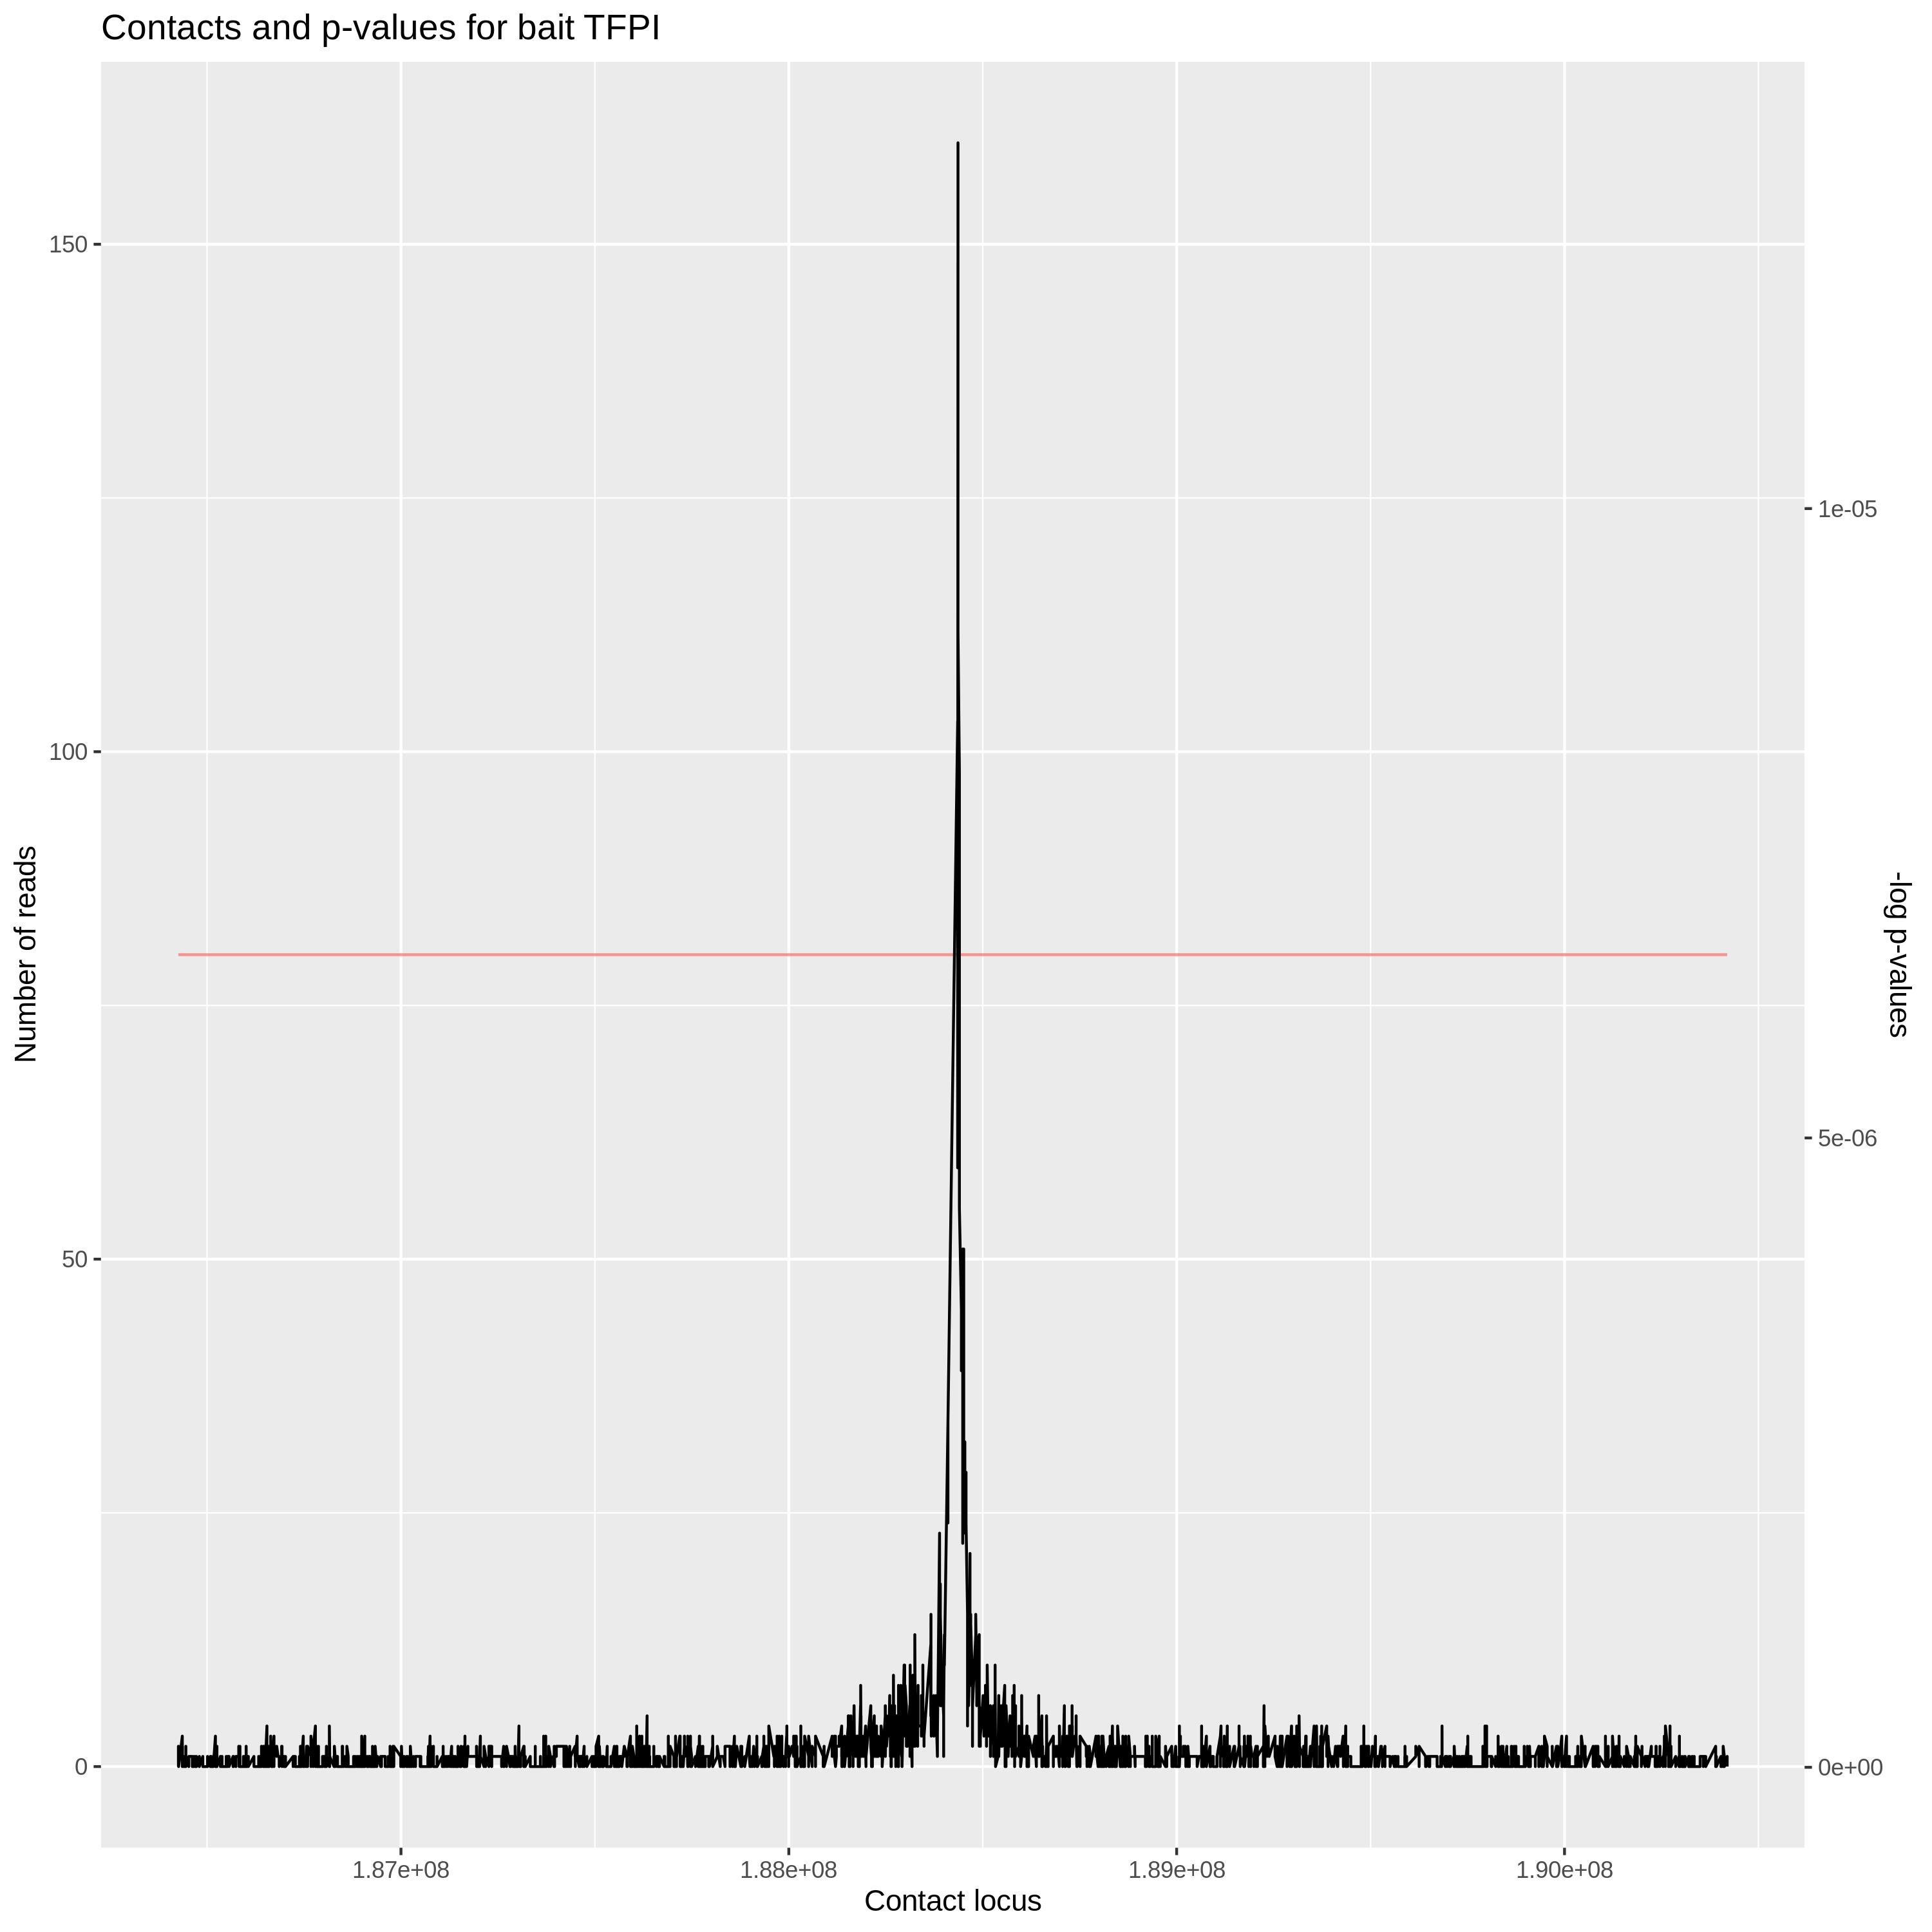 Contacts and p-values for bait TFPI
150
100
50
0
Number of reads
1e-05
5e-06
0e+00
-log p-values
1.87e+08
1.88e+08
1.89e+08
1.90e+08
Contact locus